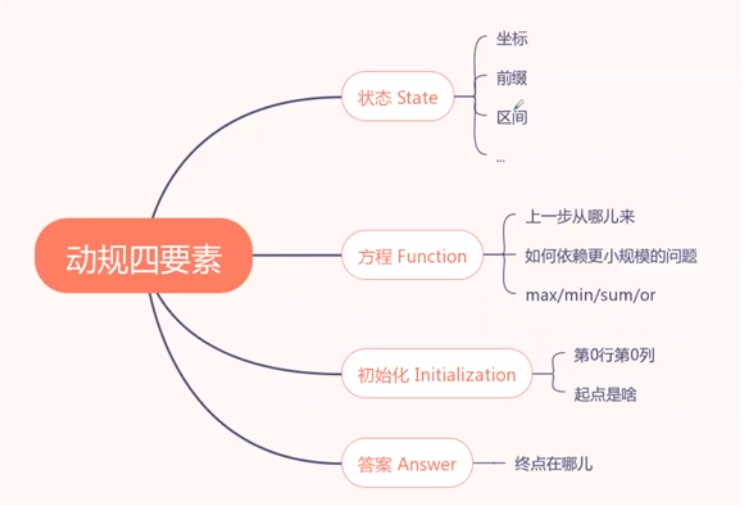 动规四要素
状态 State
坐标
前缀
区间
...
方程 Function
上一步从哪儿来
如何依赖更小规模的问题
max/min/sum/or
初始化 Initialization
第0行第0列
起点是啥
答案 Answer
终点在哪儿